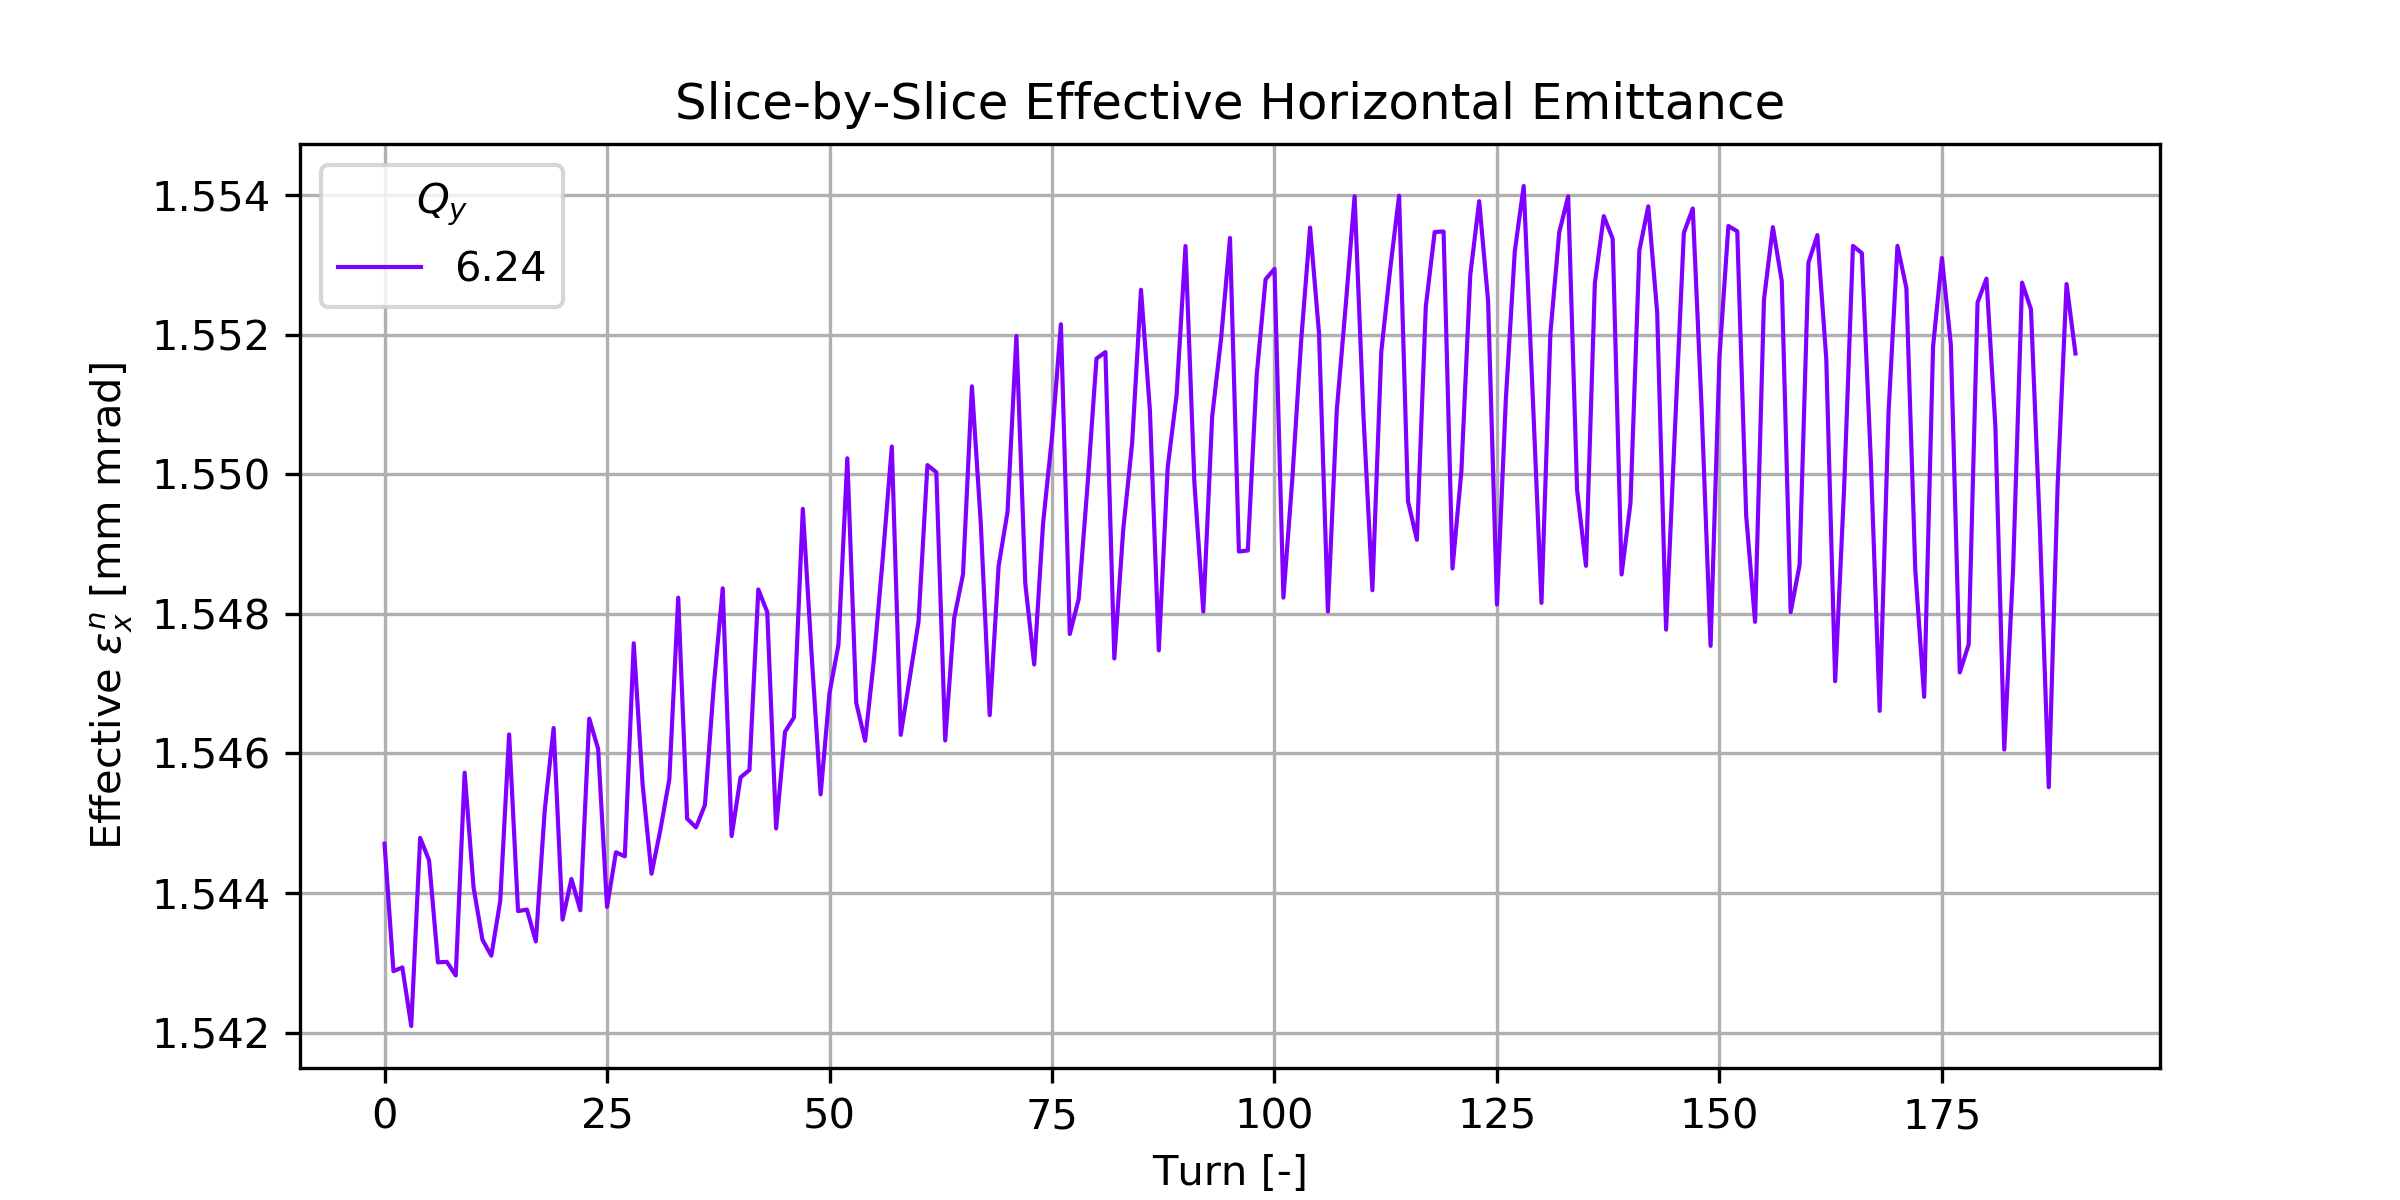 Slice-by-Slice Effective Horizontal Emittance
Q_y
6.24
1.554
1.552
1.550
1.548
1.546
1.544
1.542
Effective ε_x^n [mm mrad]
0 25 50 75 100 125 150 175
Turn [-]